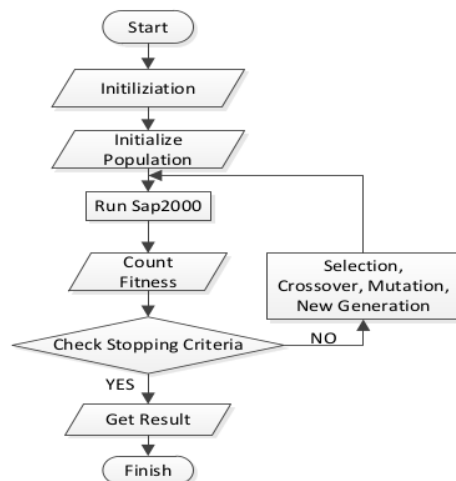 Start
Initiliziation
Initialize
Population
Run Sap2000
Count
Fitness
Selection,
Crossover, Mutation,
New Generation
Check Stopping Criteria
NO
YES
Get Result
Finish